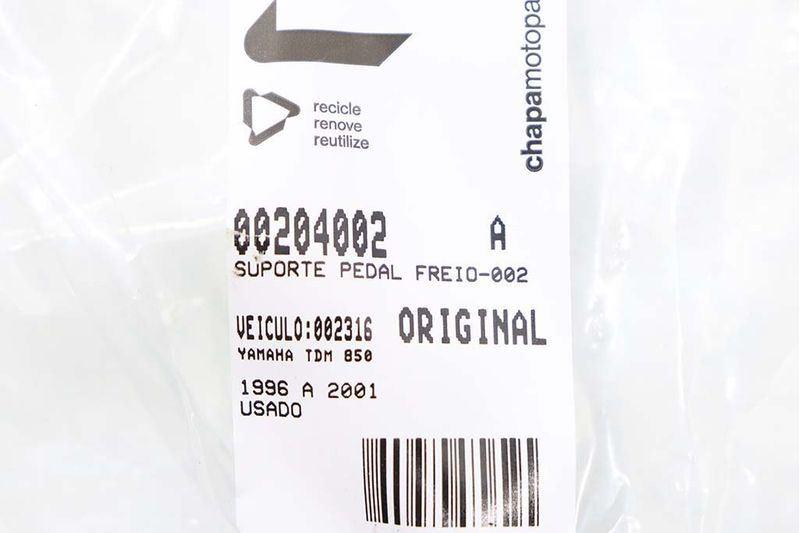 recicle
renove
reutilize
chapamotopa
00204002 A
SUPORTE PEDAL FREIO-002
VEICULO:002316 ORIGINAL
YAMAHA TDM 850
1996 A 2001
USADO